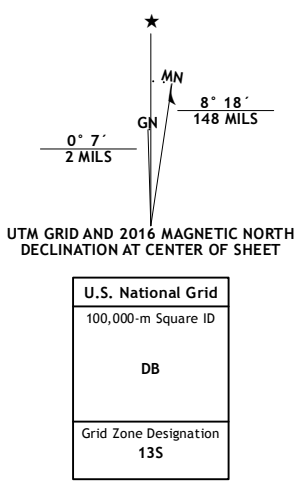 ★
MN
8° 18´
148 MILS
GN
0° 7´
2 MILS
UTM GRID AND 2016 MAGNETIC NORTH
DECLINATION AT CENTER OF SHEET
U.S. National Grid
100,000-m Square ID
DB
Grid Zone Designation
13S